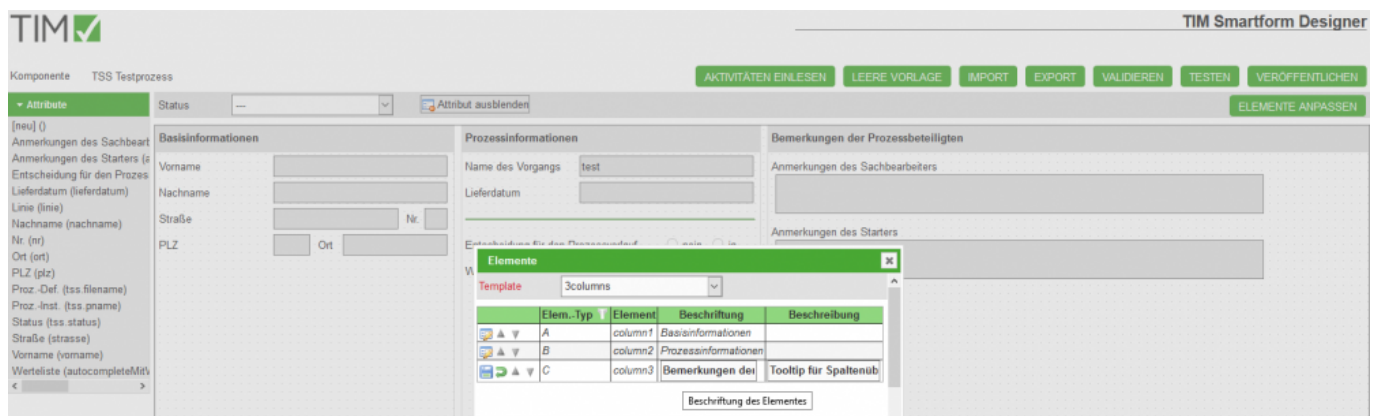 TIM
TIM Smartform Designer
Komponente TSS Testprozess
AKTIVITÄTEN EINLESEN LEERE VORLAGE IMPORT EXPORT VALIDIEREN TESTEN VERÖFFENTLICHEN
Attribute
Status --- Attribut ausblenden ELEMENTE ANPASSEN
[neu] ()
Anmerkungen des Sachbeart
Anmerkungen des Starters (a
Entscheidung für den Prozes
Lieferdatum (lieferdatum)
Linie (linie)
Nachname (nachname)
Nr. (nr)
Ort (ort)
PLZ (plz)
Proz.-Def. (tss.filename)
Proz.-Inst. (tss.pname)
Status (tss.status)
Straße (strasse)
Vorname (vorname)
Werteliste (autocompleteMitV
Basisinformationen
Vorname
Nachname
Straße Nr.
PLZ Ort
Prozessinformationen
Name des Vorgangs test
Lieferdatum
Bemerkungen der Prozessbeteiligten
Anmerkungen des Sachbearbeiters
Anmerkungen des Starters
Elemente
Template 3columns
Elem.-Typ Element Beschriftung Beschreibung
A column1 Basisinformationen
B column2 Prozessinformationen
C column3 Bemerkungen der Tooltip für Spaltenüb
Beschriftung des Elementes